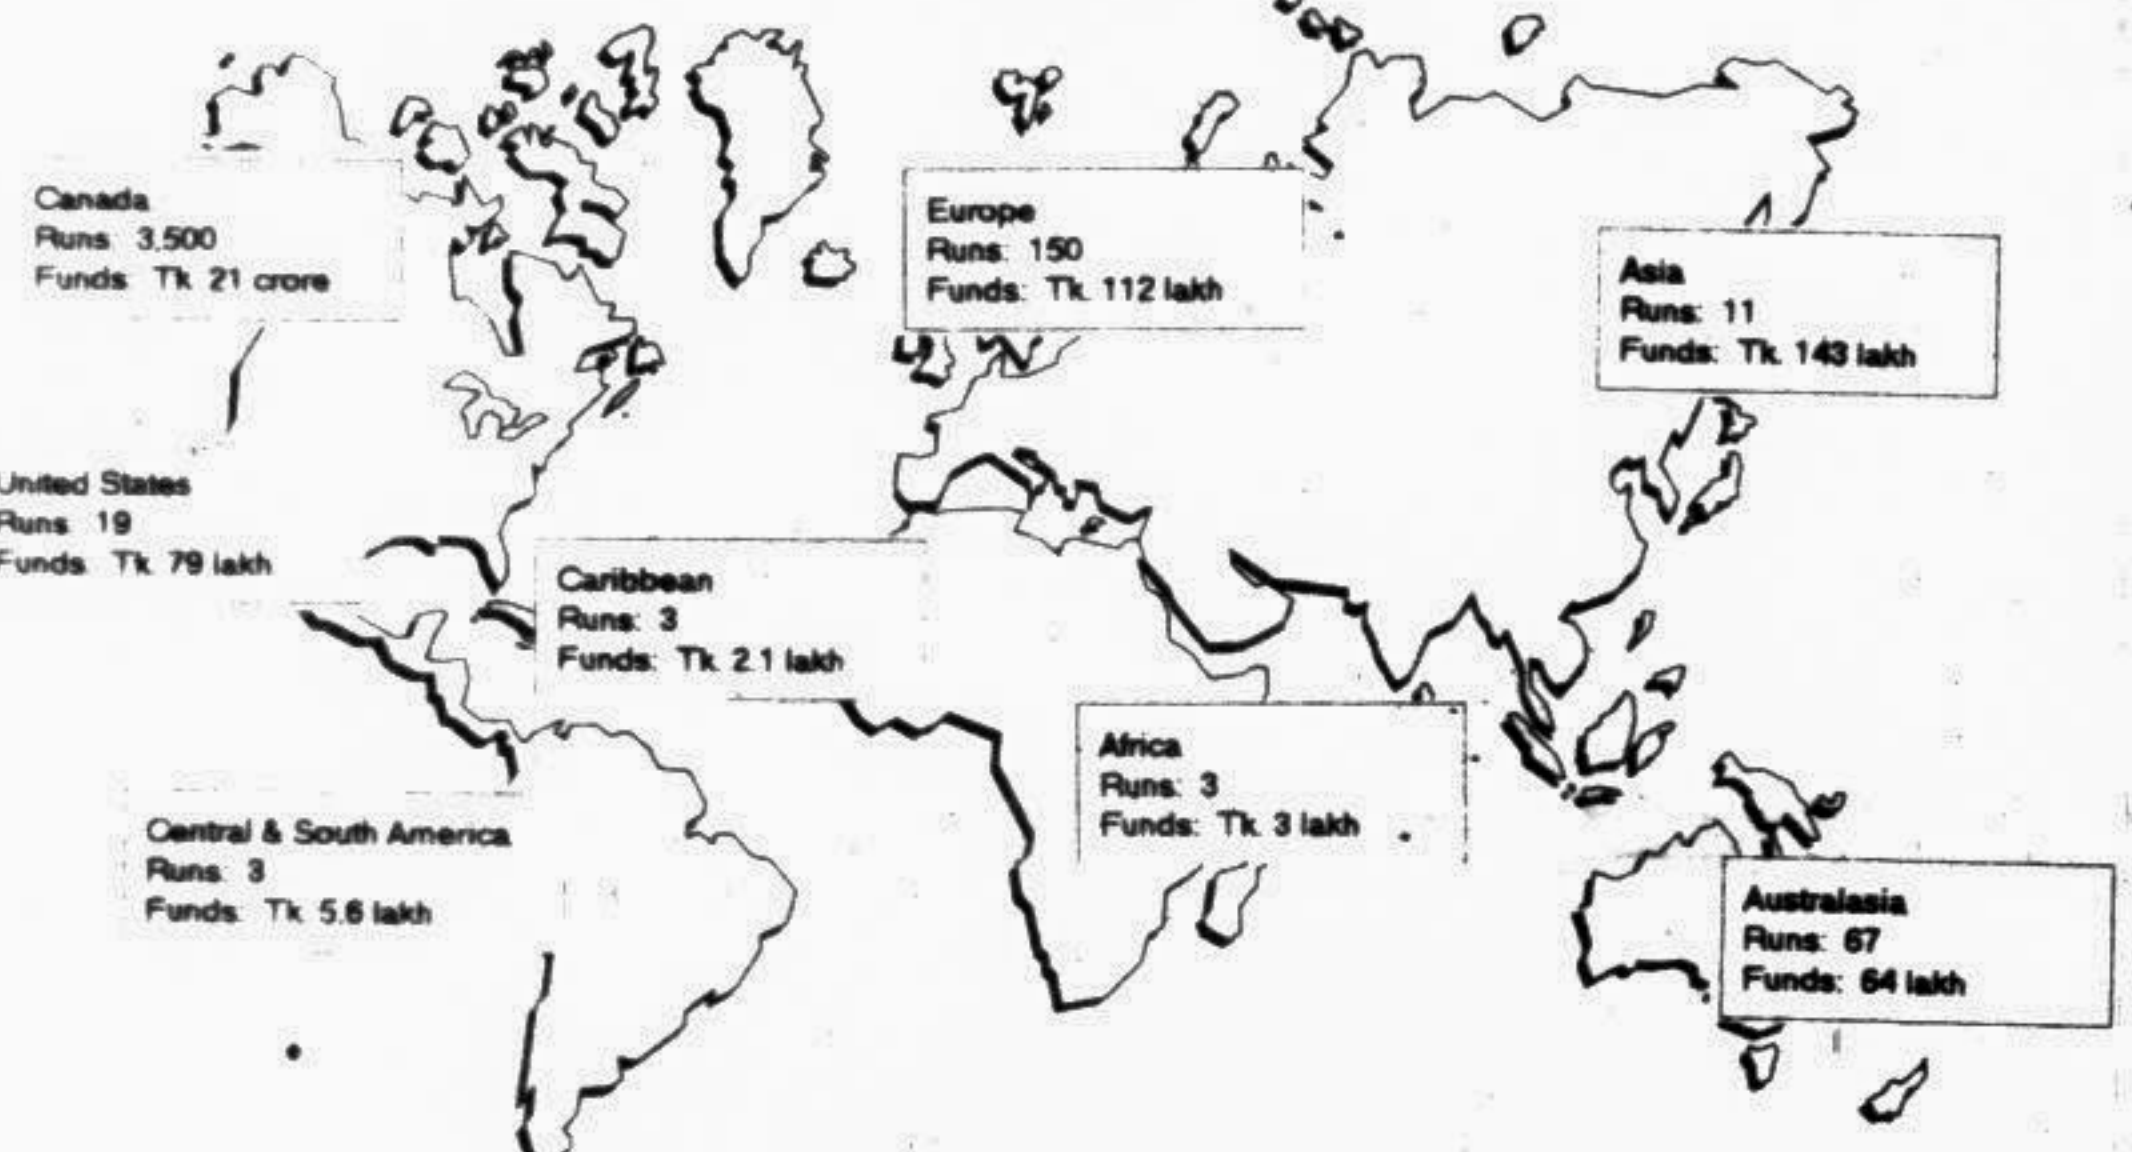 Canada
Runs: 3,500
Funds: Tk. 21 crore
Europe
Runs: 150
Funds: Tk. 112 lakh
Asia
Runs: 11
Funds: Tk. 143 lakh
United States
Runs: 19
Funds: Tk. 79 lakh
Caribbean
Runs: 3
Funds: Tk. 2.1 lakh
Africa
Runs: 3
Funds: Tk. 3 lakh
Central & South America
Runs: 3
Funds: Tk. 5.6 lakh
Australasia
Runs: 67
Funds: 64 lakh